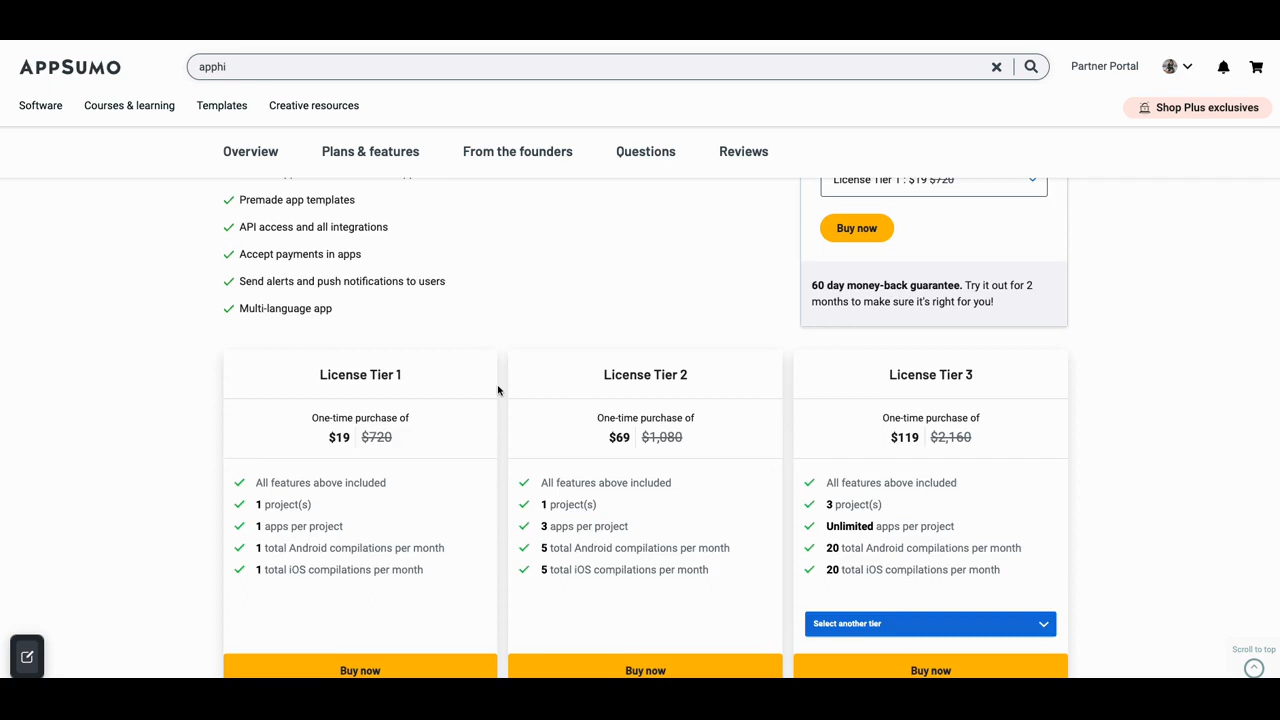 APPSUMO
apphi
Partner Portal
Software
Courses & learning
Templates
Creative resources
Shop Plus exclusives
Overview
Plans & features
From the founders
Questions
Reviews
License Tier 1 : $19 $720
Premade app templates
API access and all integrations
Accept payments in apps
Send alerts and push notifications to users
Multi-language app
Buy now
60 day money-back guarantee. Try it out for 2
months to make sure it's right for you!
License Tier 1
One-time purchase of
$19 $720
All features above included
1 project(s)
1 apps per project
1 total Android compilations per month
1 total iOS compilations per month
Buy now
License Tier 2
One-time purchase of
$69 $1,080
All features above included
1 project(s)
3 apps per project
5 total Android compilations per month
5 total iOS compilations per month
Buy now
License Tier 3
One-time purchase of
$119 $2,160
All features above included
3 project(s)
Unlimited apps per project
20 total Android compilations per month
20 total iOS compilations per month
Select another tier
Buy now
Scroll to top